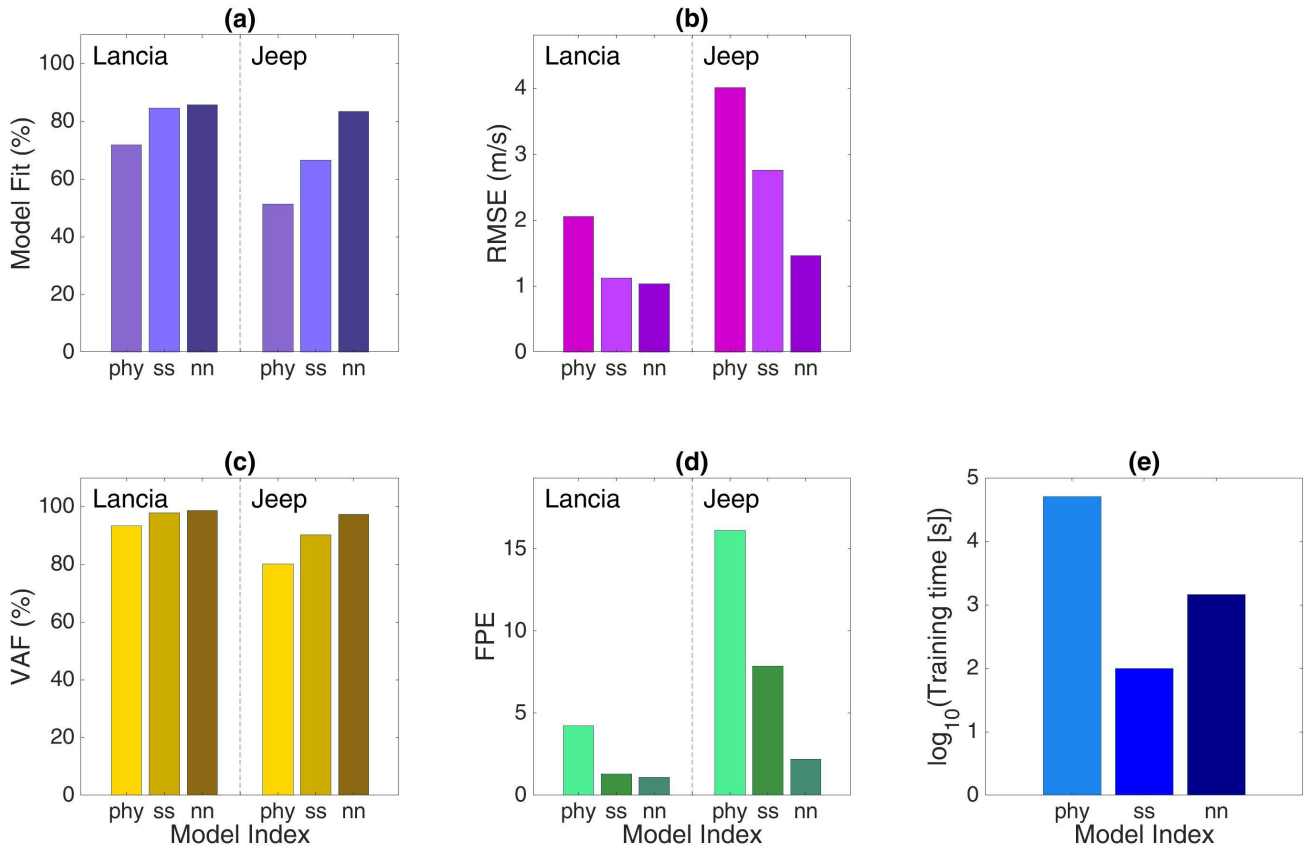 (a)
Lancia
Jeep
Model Fit (%)
100
80
60
40
20
0
phy ss nn
phy ss nn
(b)
Lancia
Jeep
RMSE (m/s)
4
3
2
1
0
phy ss nn
phy ss nn
(c)
Lancia
Jeep
VAF (%)
100
80
60
40
20
0
phy ss nn
phy ss nn
Model Index
(d)
Lancia
Jeep
FPE
15
10
5
0
phy ss nn
phy ss nn
Model Index
(e)
log10(Training time [s])
5
4
3
2
1
0
phy ss nn
Model Index